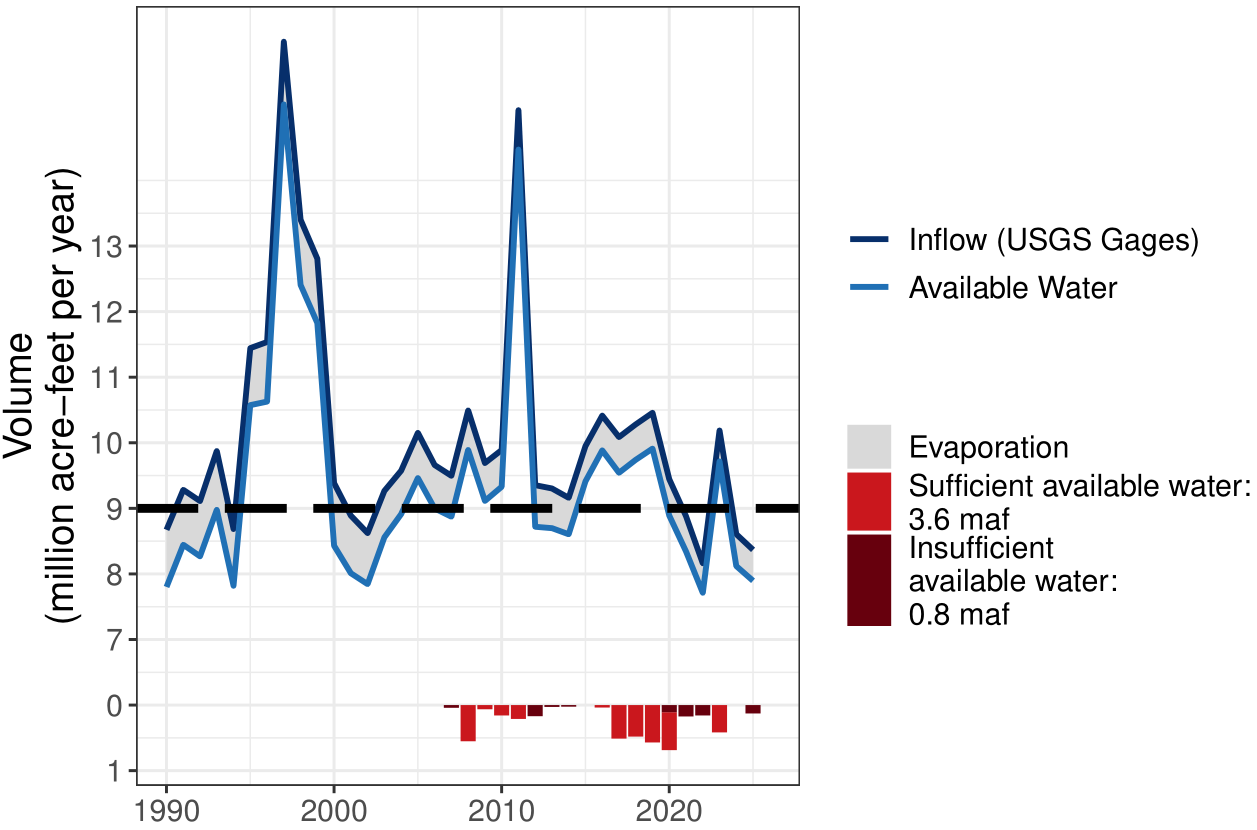 Volume
(million acre−feet per year)
13
12
11
10
9
8
7
0
1
1990
2000
2010
2020
Inflow (USGS Gages)
Available Water
Evaporation
Sufficient available water:
3.6 maf
Insufficient
available water:
0.8 maf